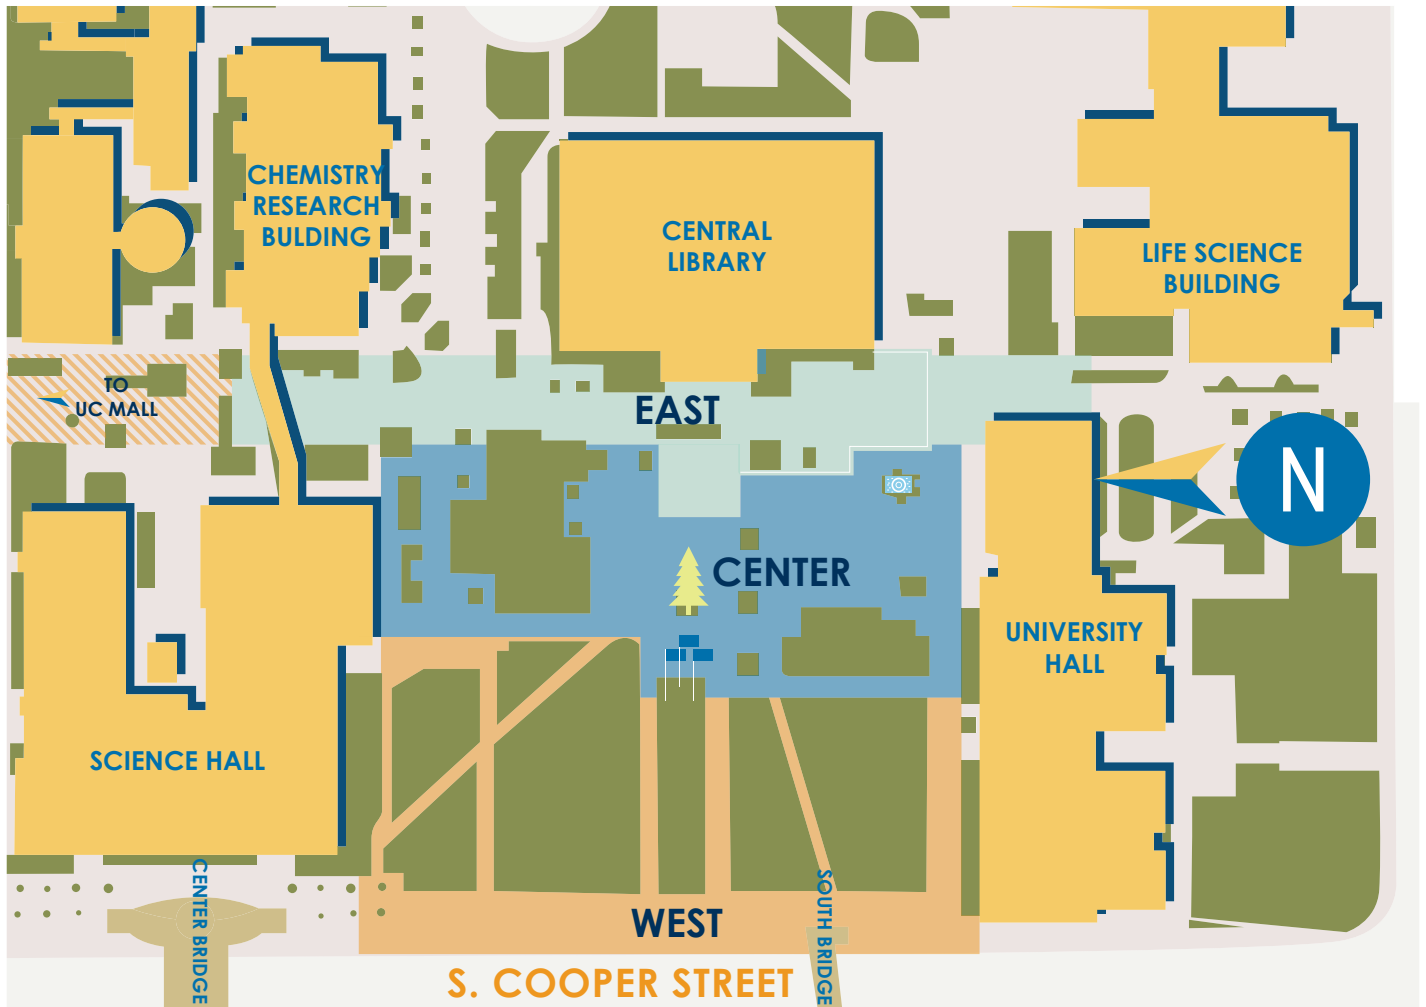 CHEMISTRY
RESEARCH
BULDING
CENTRAL
LIBRARY
LIFE SCIENCE
BUILDING
TO
UC MALL
EAST
N
CENTER
UNIVERSITY
HALL
SCIENCE HALL
CENTER BRIDGE
SOUTH BRIDGE
WEST
S. COOPER STREET